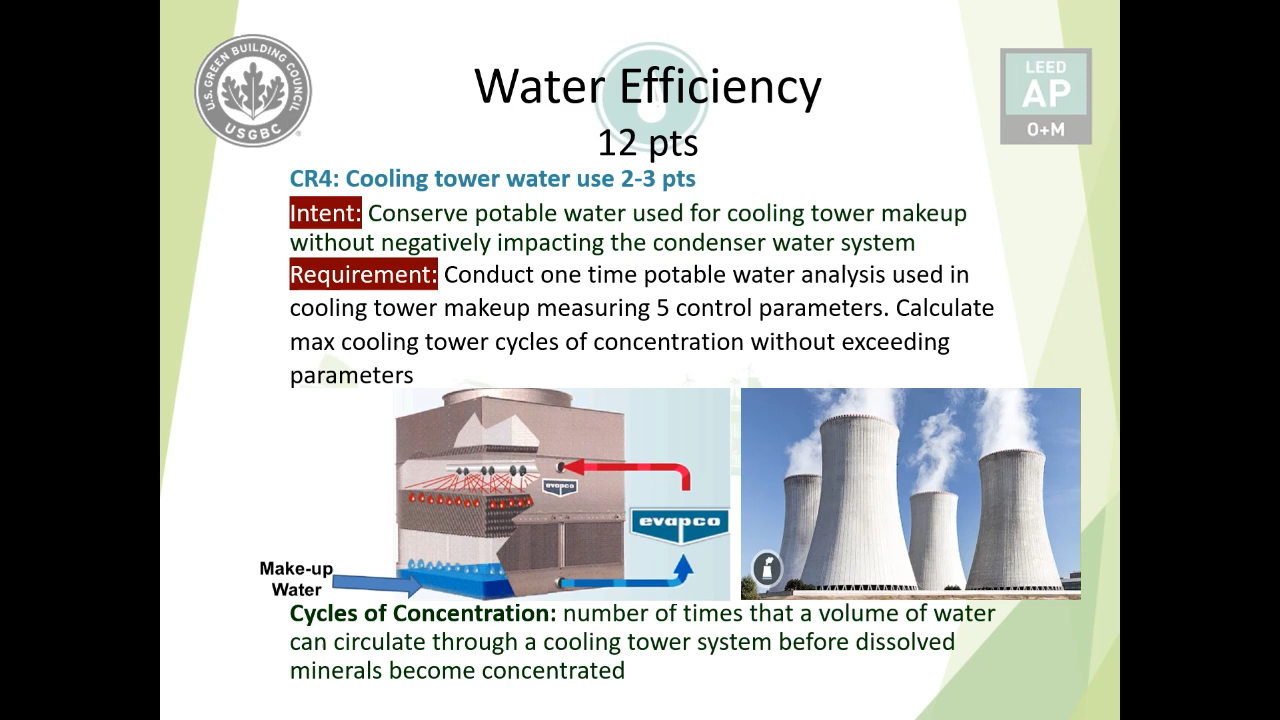 U.S. GREEN BUILDING COUNCIL
USGBC
LEED
AP
O+M
Water Efficiency
12 pts
CR4: Cooling tower water use 2-3 pts
Intent: Conserve potable water used for cooling tower makeup
without negatively impacting the condenser water system
Requirement: Conduct one time potable water analysis used in
cooling tower makeup measuring 5 control parameters. Calculate
max cooling tower cycles of concentration without exceeding
parameters
evapco
evapco
Make-up
Water
Cycles of Concentration: number of times that a volume of water
can circulate through a cooling tower system before dissolved
minerals become concentrated